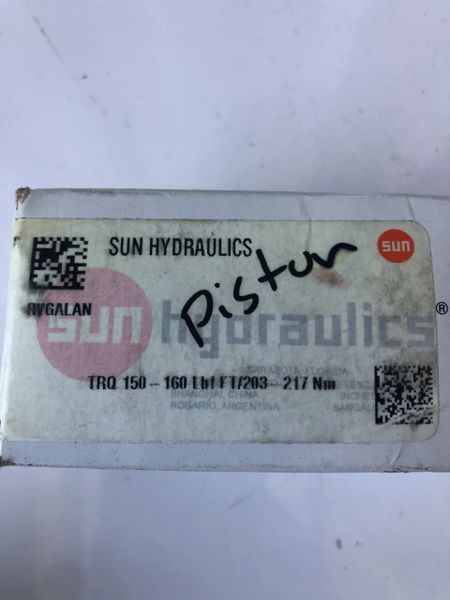 SUN HYDRAULICS
sun
Piston
RVGALAN
sun hydraulics®
SARASOTA, FLORIDA
TRQ 150 -- 160 Lbf FT/203 -- 217 Nm
SHANGHAI, CHINA
ROSARIO, ARGENTINA